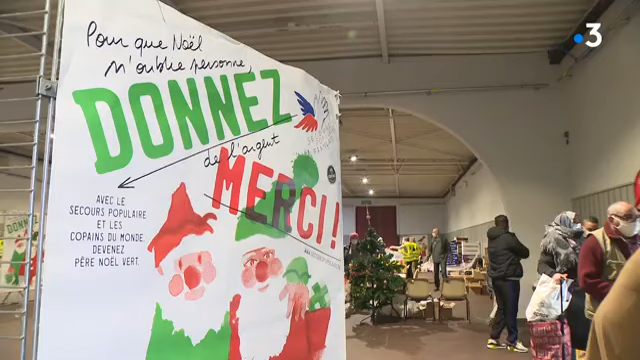 Pour que Noël
n'oublie personne,
DONNEZ
de l'argent
MERCI!
AVEC LE
SECOURS POPULAIRE
ET LES
COPAINS DU MONDE,
DEVENEZ
PÈRE NOËL VERT.
3